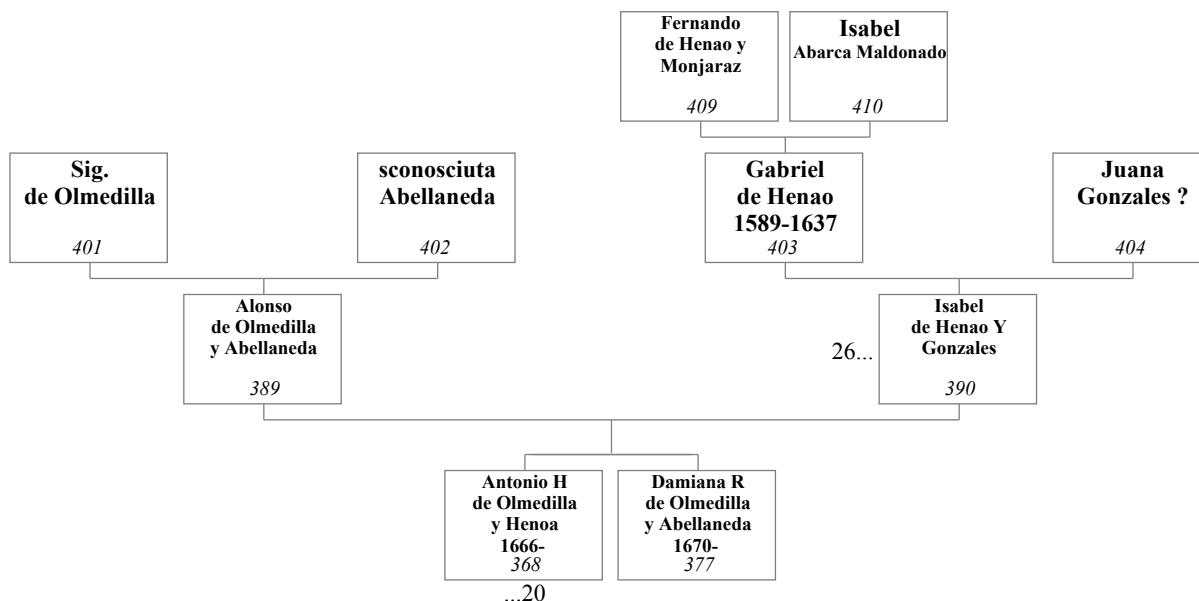 Fernando
de Henao y
Monjaraz
409
Isabel
Abarca Maldonado
410
Sig.
de Olmedilla
401
sconosciuta
Abellaneda
402
Gabriel
de Henao
1589-1637
403
Juana
Gonzales ?
404
Alonso
de Olmedilla
y Abellaneda
389
26...
Isabel
de Henao Y
Gonzales
390
Antonio H
de Olmedilla
y Henoa
1666-
368
Damiana R
de Olmedilla
y Abellaneda
1670-
377
...20